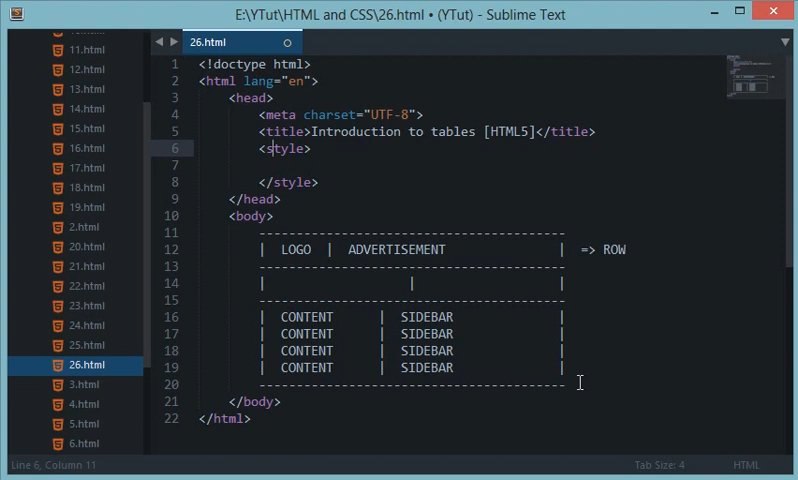 E:\YTut\HTML and CSS\26.html • (YTut) - Sublime Text
11.html
12.html
13.html
14.html
15.html
16.html
17.html
18.html
19.html
2.html
20.html
21.html
22.html
23.html
24.html
25.html
26.html
3.html
4.html
5.html
6.html
26.html
1 <!doctype html>
2 <html lang="en">
3 <head>
4 <meta charset="UTF-8">
5 <title>Introduction to tables [HTML5]</title>
6 <style>
7
8 </style>
9 </head>
10 <body>
11 -----------------------------------------
12 | LOGO | ADVERTISEMENT | => ROW
13 -----------------------------------------
14 | | |
15 -----------------------------------------
16 | CONTENT | SIDEBAR |
17 | CONTENT | SIDEBAR |
18 | CONTENT | SIDEBAR |
19 | CONTENT | SIDEBAR |
20 -----------------------------------------
21 </body>
22 </html>
Line 6, Column 11
Tab Size: 4
HTML